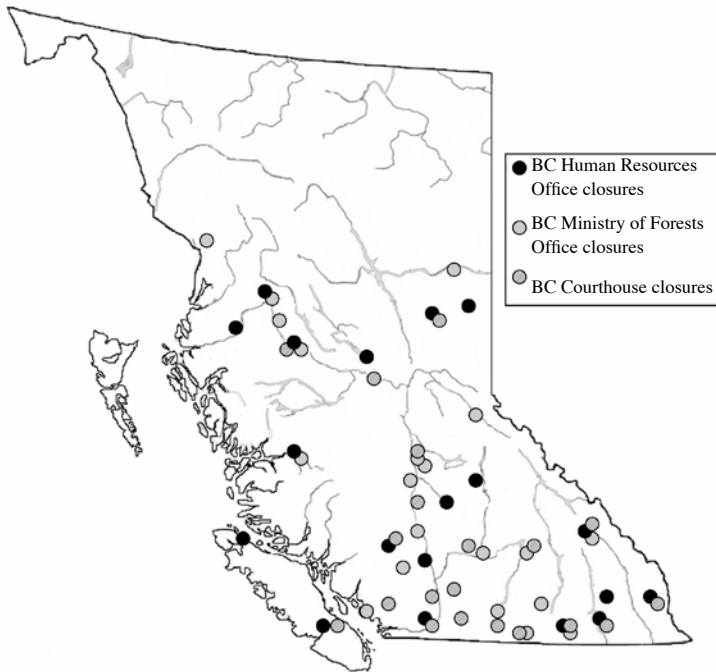 BC Human Resources
Office closures
BC Ministry of Forests
Office closures
BC Courthouse closures